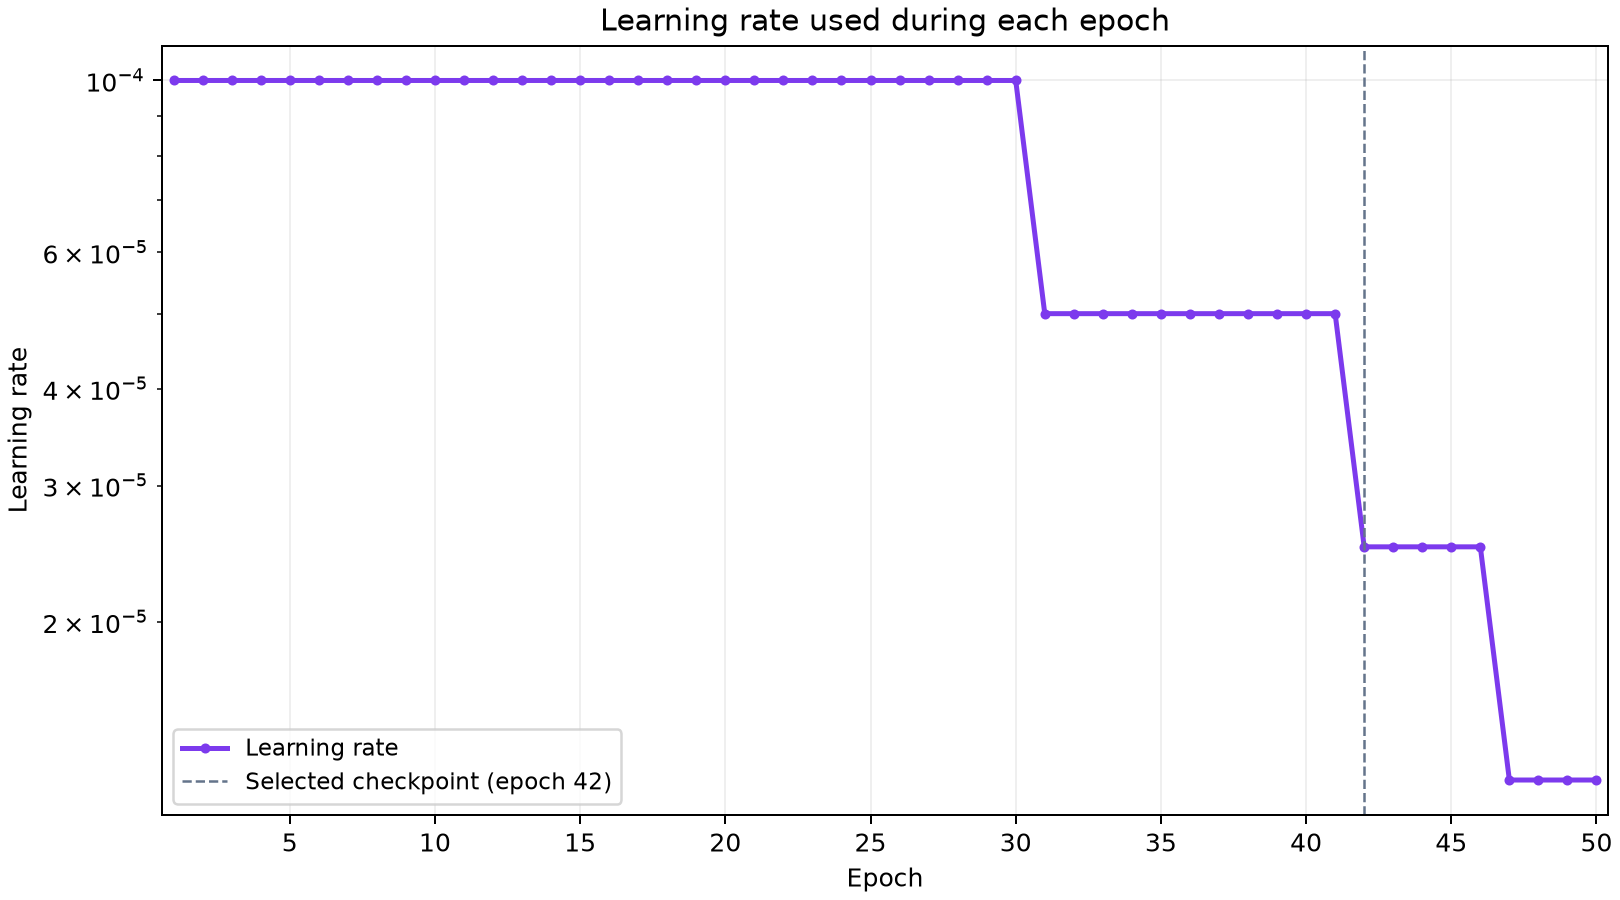 Learning rate used during each epoch
10⁻⁴
6 × 10⁻⁵
4 × 10⁻⁵
3 × 10⁻⁵
2 × 10⁻⁵
Learning rate
Learning rate
Selected checkpoint (epoch 42)
5 10 15 20 25 30 35 40 45 50
Epoch